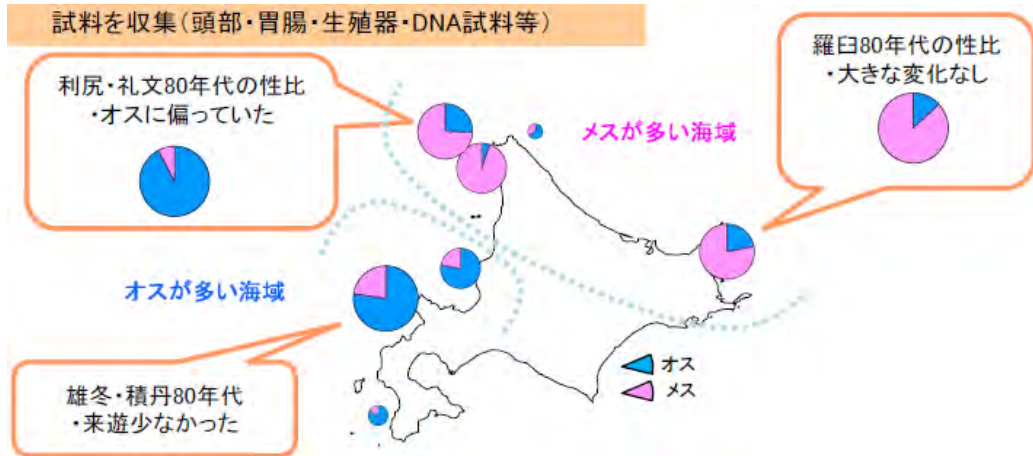 試料を収集(頭部・胃腸・生殖器・DNA試料等)
利尻・礼文80年代の性比
・オスに偏っていた
羅臼80年代の性比
・大きな変化なし
メスが多い海域
オスが多い海域
雄冬・積丹80年代
・来遊少なかった
オス
メス